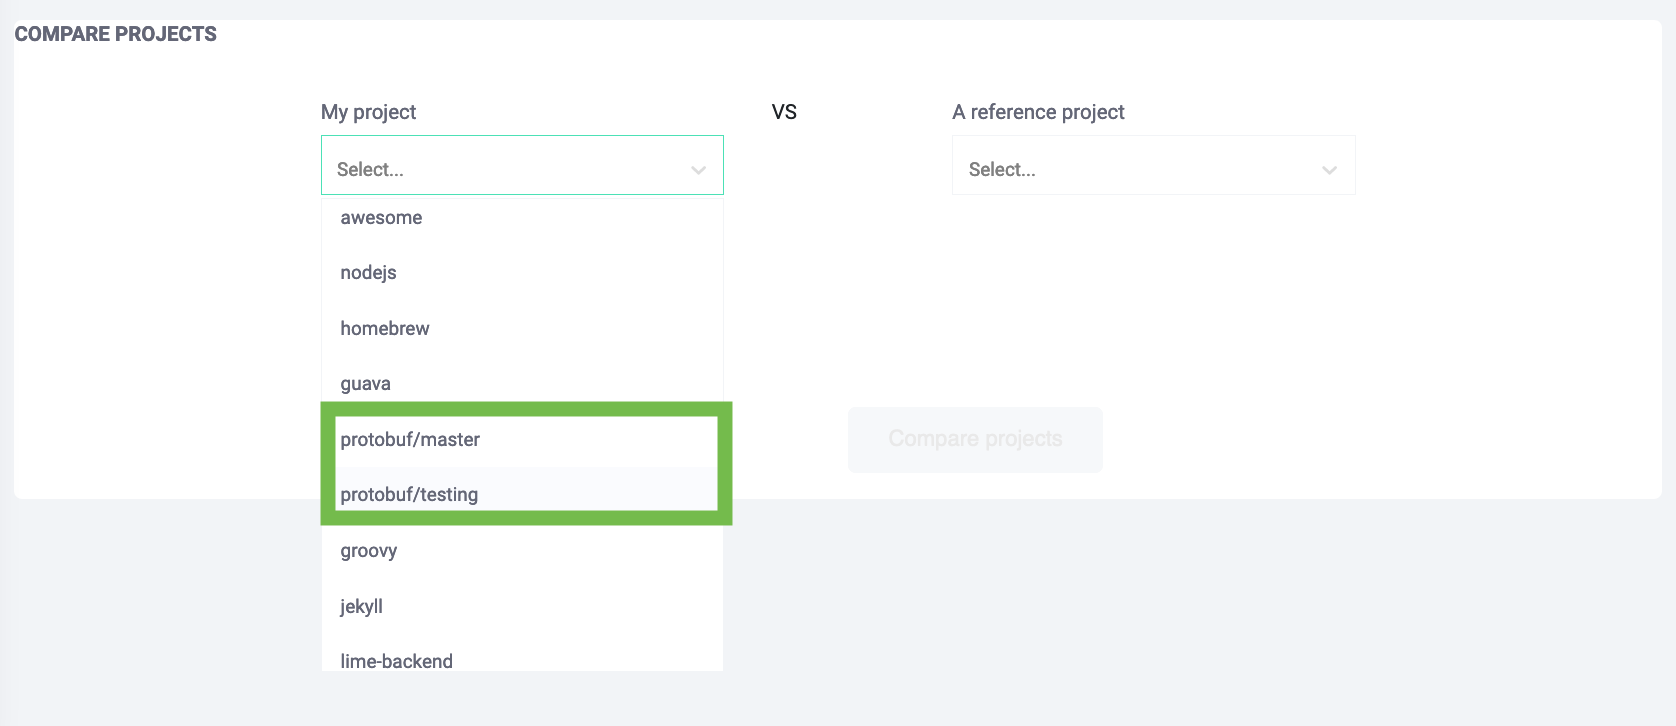 COMPARE PROJECTS
My project
VS
A reference project
Select...
Select...
awesome
nodejs
homebrew
guava
protobuf/master
Compare projects
protobuf/testing
groovy
jekyll
lime-backend